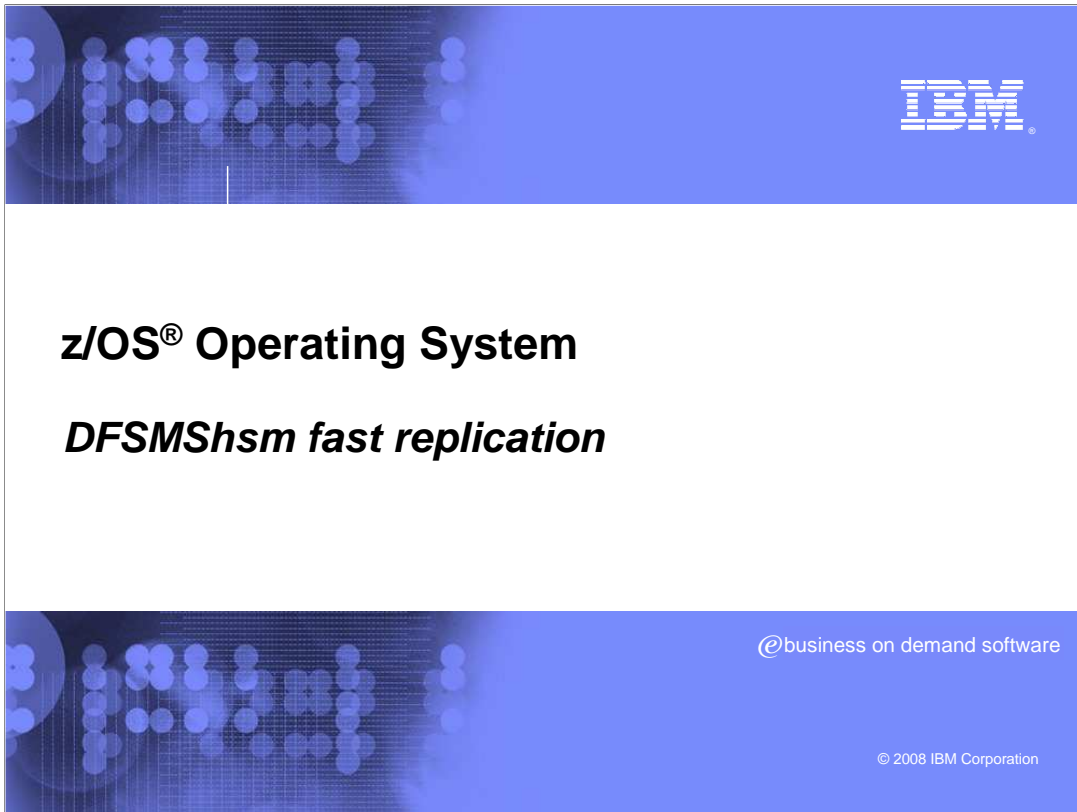 IBM®
z/OS® Operating System
DFSMShsm fast replication
e business on demand software
© 2008 IBM Corporation